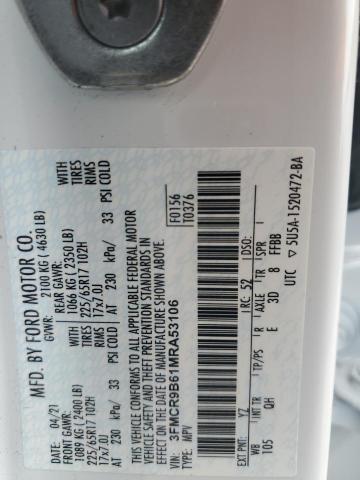 MFD. BY FORD MOTOR CO.
04/21 GVWR: 2100 KG ( 4630 LB)
FRONT GAWR: REAR GAWR:
1089 KG ( 2400 LB) WITH 1066 KG ( 2350 LB) WITH
225/65R17 102H TIRES 225/65R17 102H TIRES
17x7.0J RIMS 17x7.0J RIMS
AT 230 kPa/ 33 PSI COLD AT 230 kPa/ 33 PSI COLD
THIS VEHICLE CONFORMS TO ALL APPLICABLE FEDERAL MOTOR
VEHICLE SAFETY AND THEFT PREVENTION STANDARDS IN
EFFECT ON THE DATE OF MANUFACTURE SHOWN ABOVE.
VIN: 3FMCR9B61MRA53106
TYPE: MPV
F0156
T0376
EXT PNT: YZ RC: 52 DSO:
WB INT TR TP/PS R AXLE TR SPR
105 QH E 3D 8 FFBB
UTC 5U5A-1520472-BA